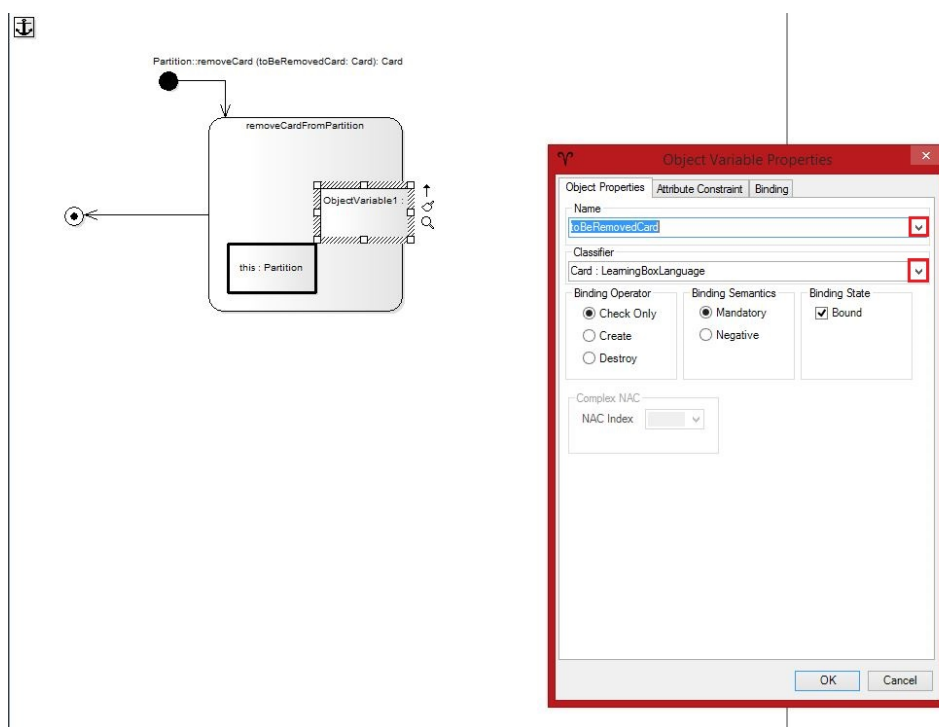 Partition::removeCard (toBeRemovedCard: Card): Card
removeCardFromPartition
ObjectVariable1 :
this : Partition
Object Variable Properties
Object Properties Attribute Constraint Binding
Name
toBeRemovedCard
Classifier
Card : LearningBoxLanguage
Binding Operator Binding Semantics Binding State
Check Only Mandatory Bound
Create Negative
Destroy
Complex NAC
NAC Index
OK Cancel